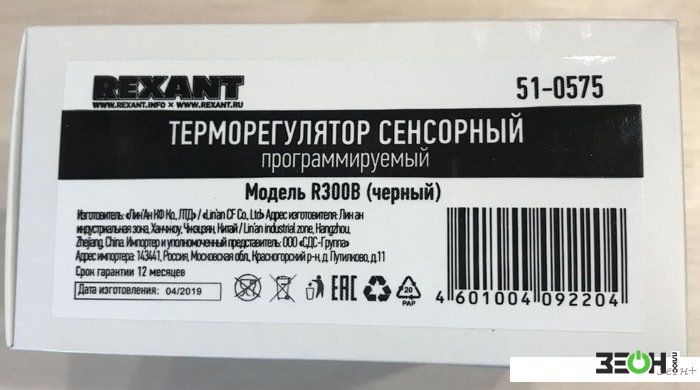 REXANT
WWW.REXANT.INFO × WWW.REXANT.RU
51-0575
ТЕРМОРЕГУЛЯТОР СЕНСОРНЫЙ
программируемый
Модель R300B (черный)
Изготовитель: «Лин'Ан КФ Ко., ЛТД» / «Lin'an CF Co., Ltd» Адрес изготовителя: Лин ан
индустриальная зона, Ханчжоу, Чжэцзян, Китай / Lin'an industrial zone, Hangzhou,
Zhejiang, China. Импортер и уполномоченный представитель: ООО «СДС-Группа»
Адрес импортера: 143441, Россия, Московская обл., Красногорский р-н, д. Путилково, д.11
Срок гарантии 12 месяцев
Дата изготовления: 04/2019
EAC
20
PAP
4 601004 092204
ЗЕОН